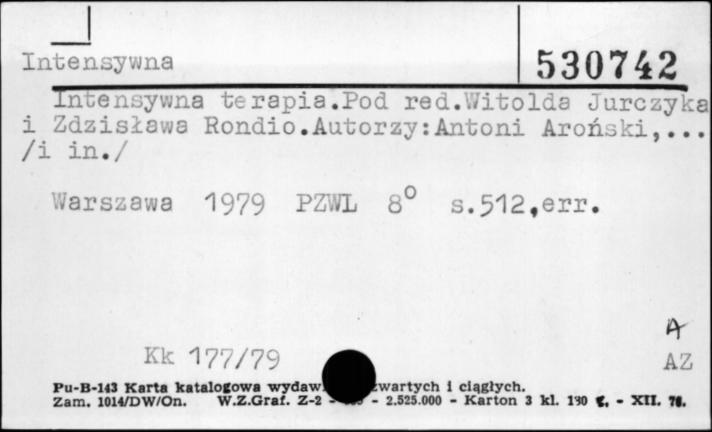 Intensywna
530742
Intensywna terapia.Pod red.Witolda Jurczyka
i Zdzisława Rondio.Autorzy:Antoni Aroński,...
/i in./
Warszawa 1979 PZWL 8° s.512,err.
A
Kk 177/79
AZ
Pu-B-143 Karta katalogowa wydaw. zwartych i ciągłych.
Zam. 1014/DW/On. W.Z.Graf. Z-2 - - 2.525.000 - Karton 3 kl. - XII.